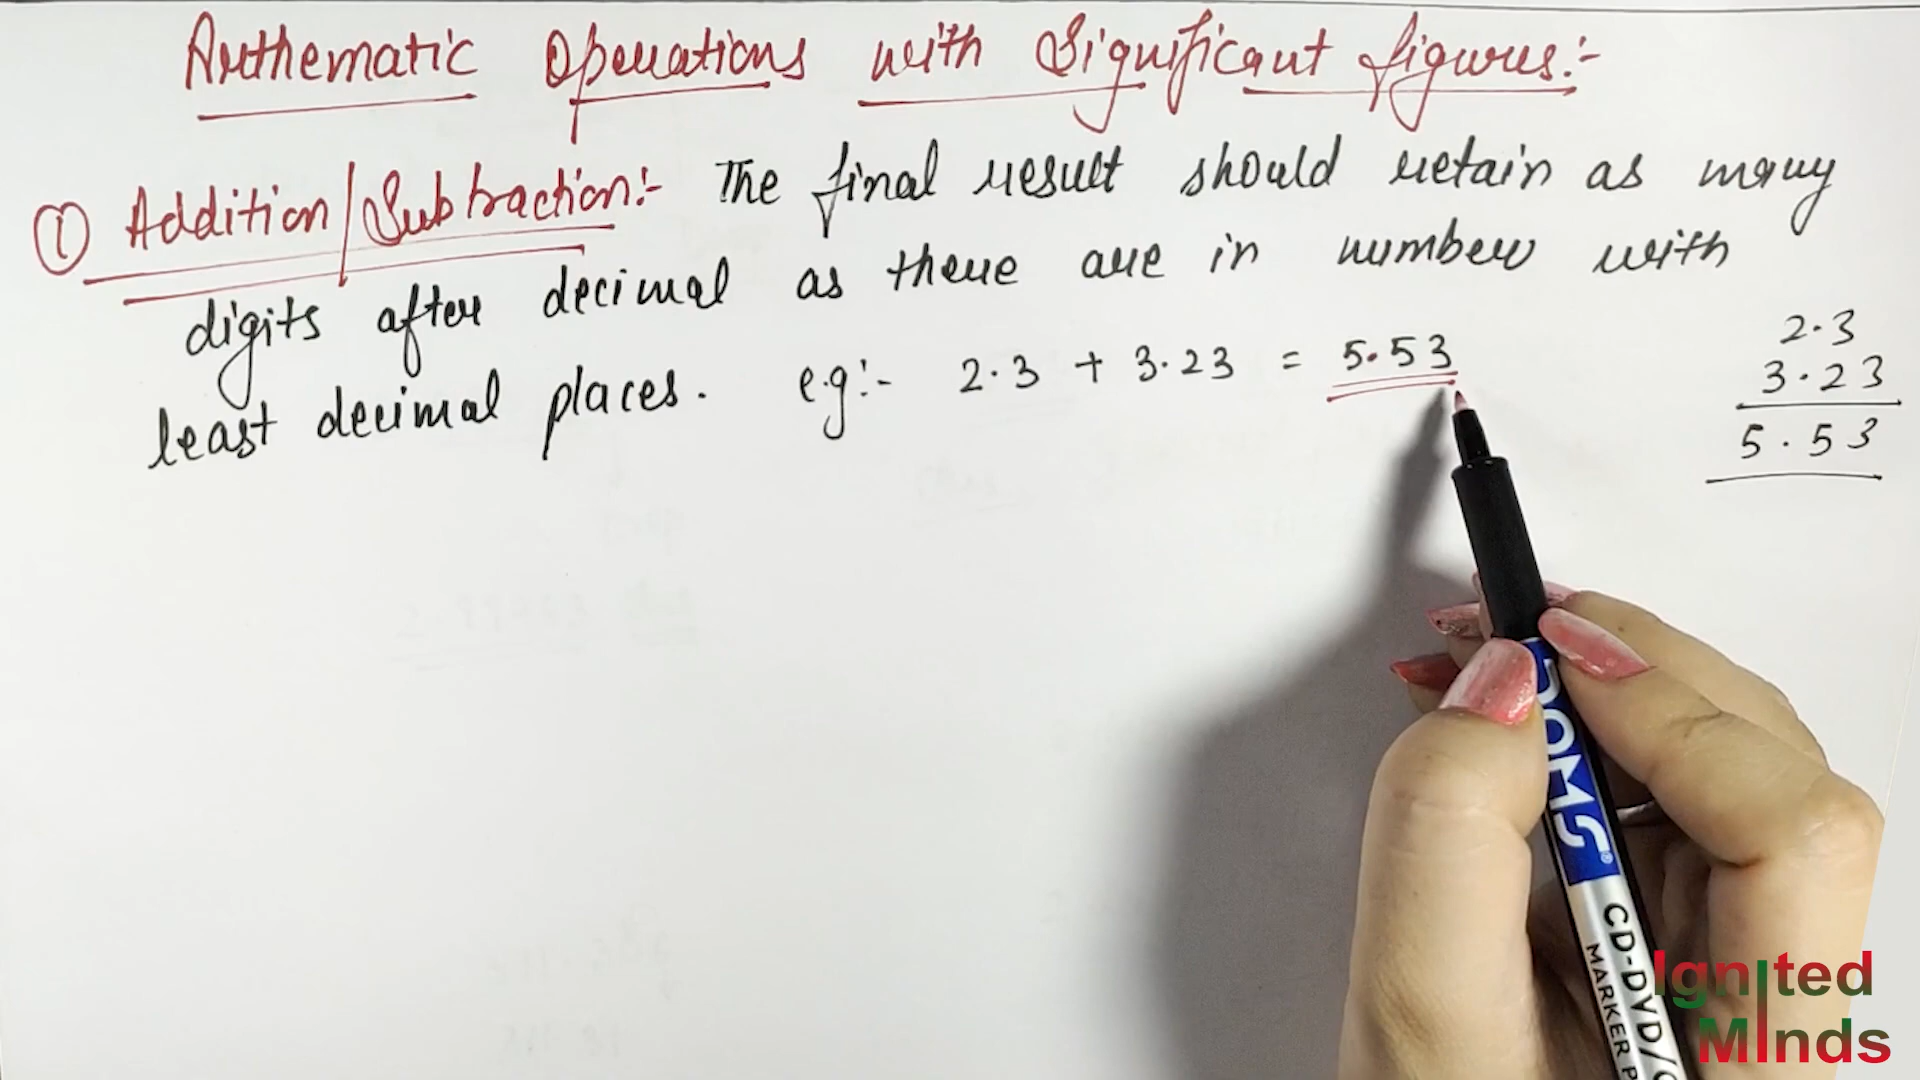 Arithematic Operations with Significant figures:-
① Addition/Subtraction:- The final result should retain as many
digits after decimal as there are in number with
least decimal places. e.g:- 2.3 + 3.23 = 5.53
2.3
3.23
5.53
DOMS
CD-DVD/
MARKER P
Ignited
Minds